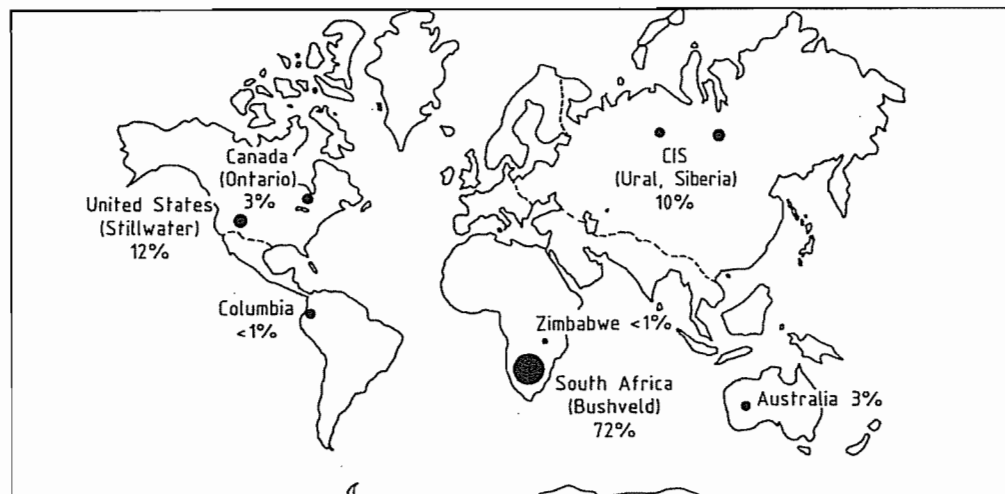 Canada
(Ontario)
3%
United States
(Stillwater)
12%
Columbia
<1%
CIS
(Ural, Siberia)
10%
Zimbabwe <1%
South Africa
(Bushveld)
72%
Australia 3%